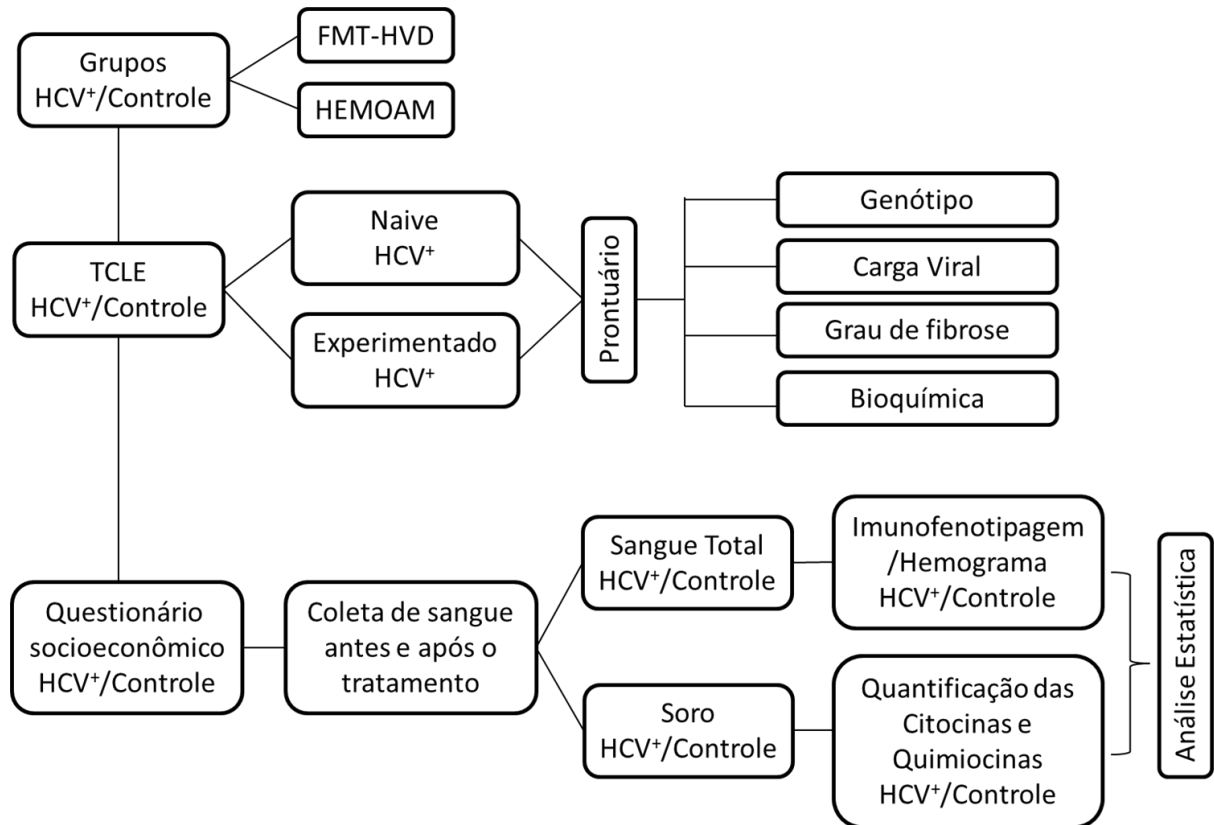 Grupos
HCV⁺/Controle
FMT-HVD
HEMOAM
TCLE
HCV⁺/Controle
Naive
HCV⁺
Experimentado
HCV⁺
Prontuário
Genótipo
Carga Viral
Grau de fibrose
Bioquímica
Questionário
socioeconômico
HCV⁺/Controle
Coleta de sangue
antes e após o
tratamento
Sangue Total
HCV⁺/Controle
Soro
HCV⁺/Controle
Imunofenotipagem
/Hemograma
HCV⁺/Controle
Quantificação das
Citocinas e
Quimiocinas
HCV⁺/Controle
Análise Estatística